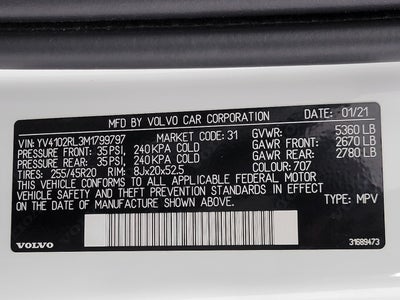 MFD BY VOLVO CAR CORPORATION DATE: 01/21
VIN: YV4102RL3M1799797 MARKET CODE: 31 GVWR: 5360 LB
CUPR FRONT: 35PSI, 240KPA COLD GAWR FRONT: 2670 LB
CUPR REAR: 35PSI, 240KPA COLD GAWR REAR: 2780 LB
TIRES: 255/45R20 RIM: 8Jx20x52.5 COLOUR: 707
THIS VEHICLE CONFORMS TO ALL APPLICABLE FEDERAL MOTOR
VEHICLE SAFETY AND THEFT PREVENTION STANDARDS IN EFFECT
ON THE DATE OF MANUFACTURE SHOWN ABOVE. TYPE: MPV
VOLVO 31689473